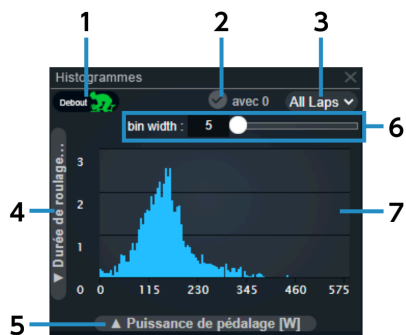 1 2 3
Histogrammes ×
Debout avec 0 All Laps
bin width : 5
6
3
2
1
0
4
▲ Durée de roulage...
7
0 115 230 345 460 575
5
▲ Puissance de pédalage [W]